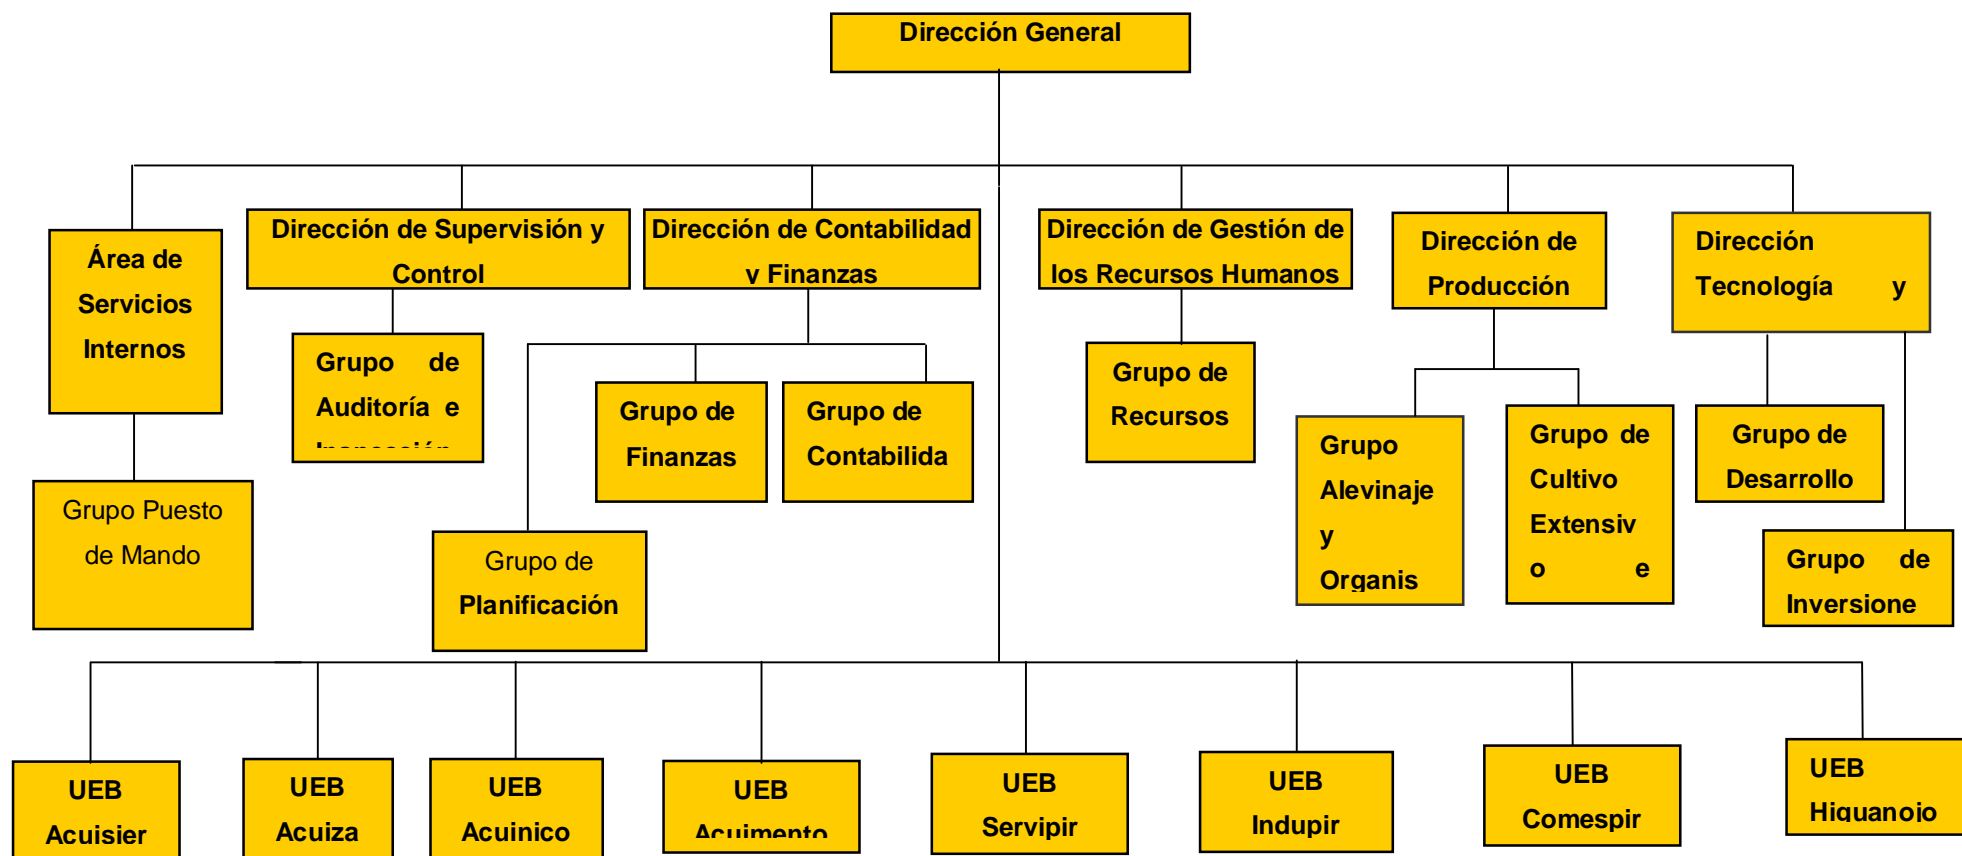 Dirección General
Área de
Servicios
Internos
Dirección de Supervisión y
Control
Dirección de Contabilidad
y Finanzas
Dirección de Gestión de
los Recursos Humanos
Dirección de
Producción
Dirección
Tecnología y
Grupo de
Auditoría e
Inspección
Grupo de
Finanzas
Grupo de
Contabilida
Grupo de
Recursos
Grupo
Alevinaje
y
Organis
Grupo de
Cultivo
Extensiv
o e
Grupo de
Desarrollo
Grupo Puesto
de Mando
Grupo de
Planificación
Grupo de
Inversione
UEB
Acuisier
UEB
Acuiza
UEB
Acuinico
UEB
Acuimento
UEB
Servipir
UEB
Indupir
UEB
Comespir
UEB
Higuanojo